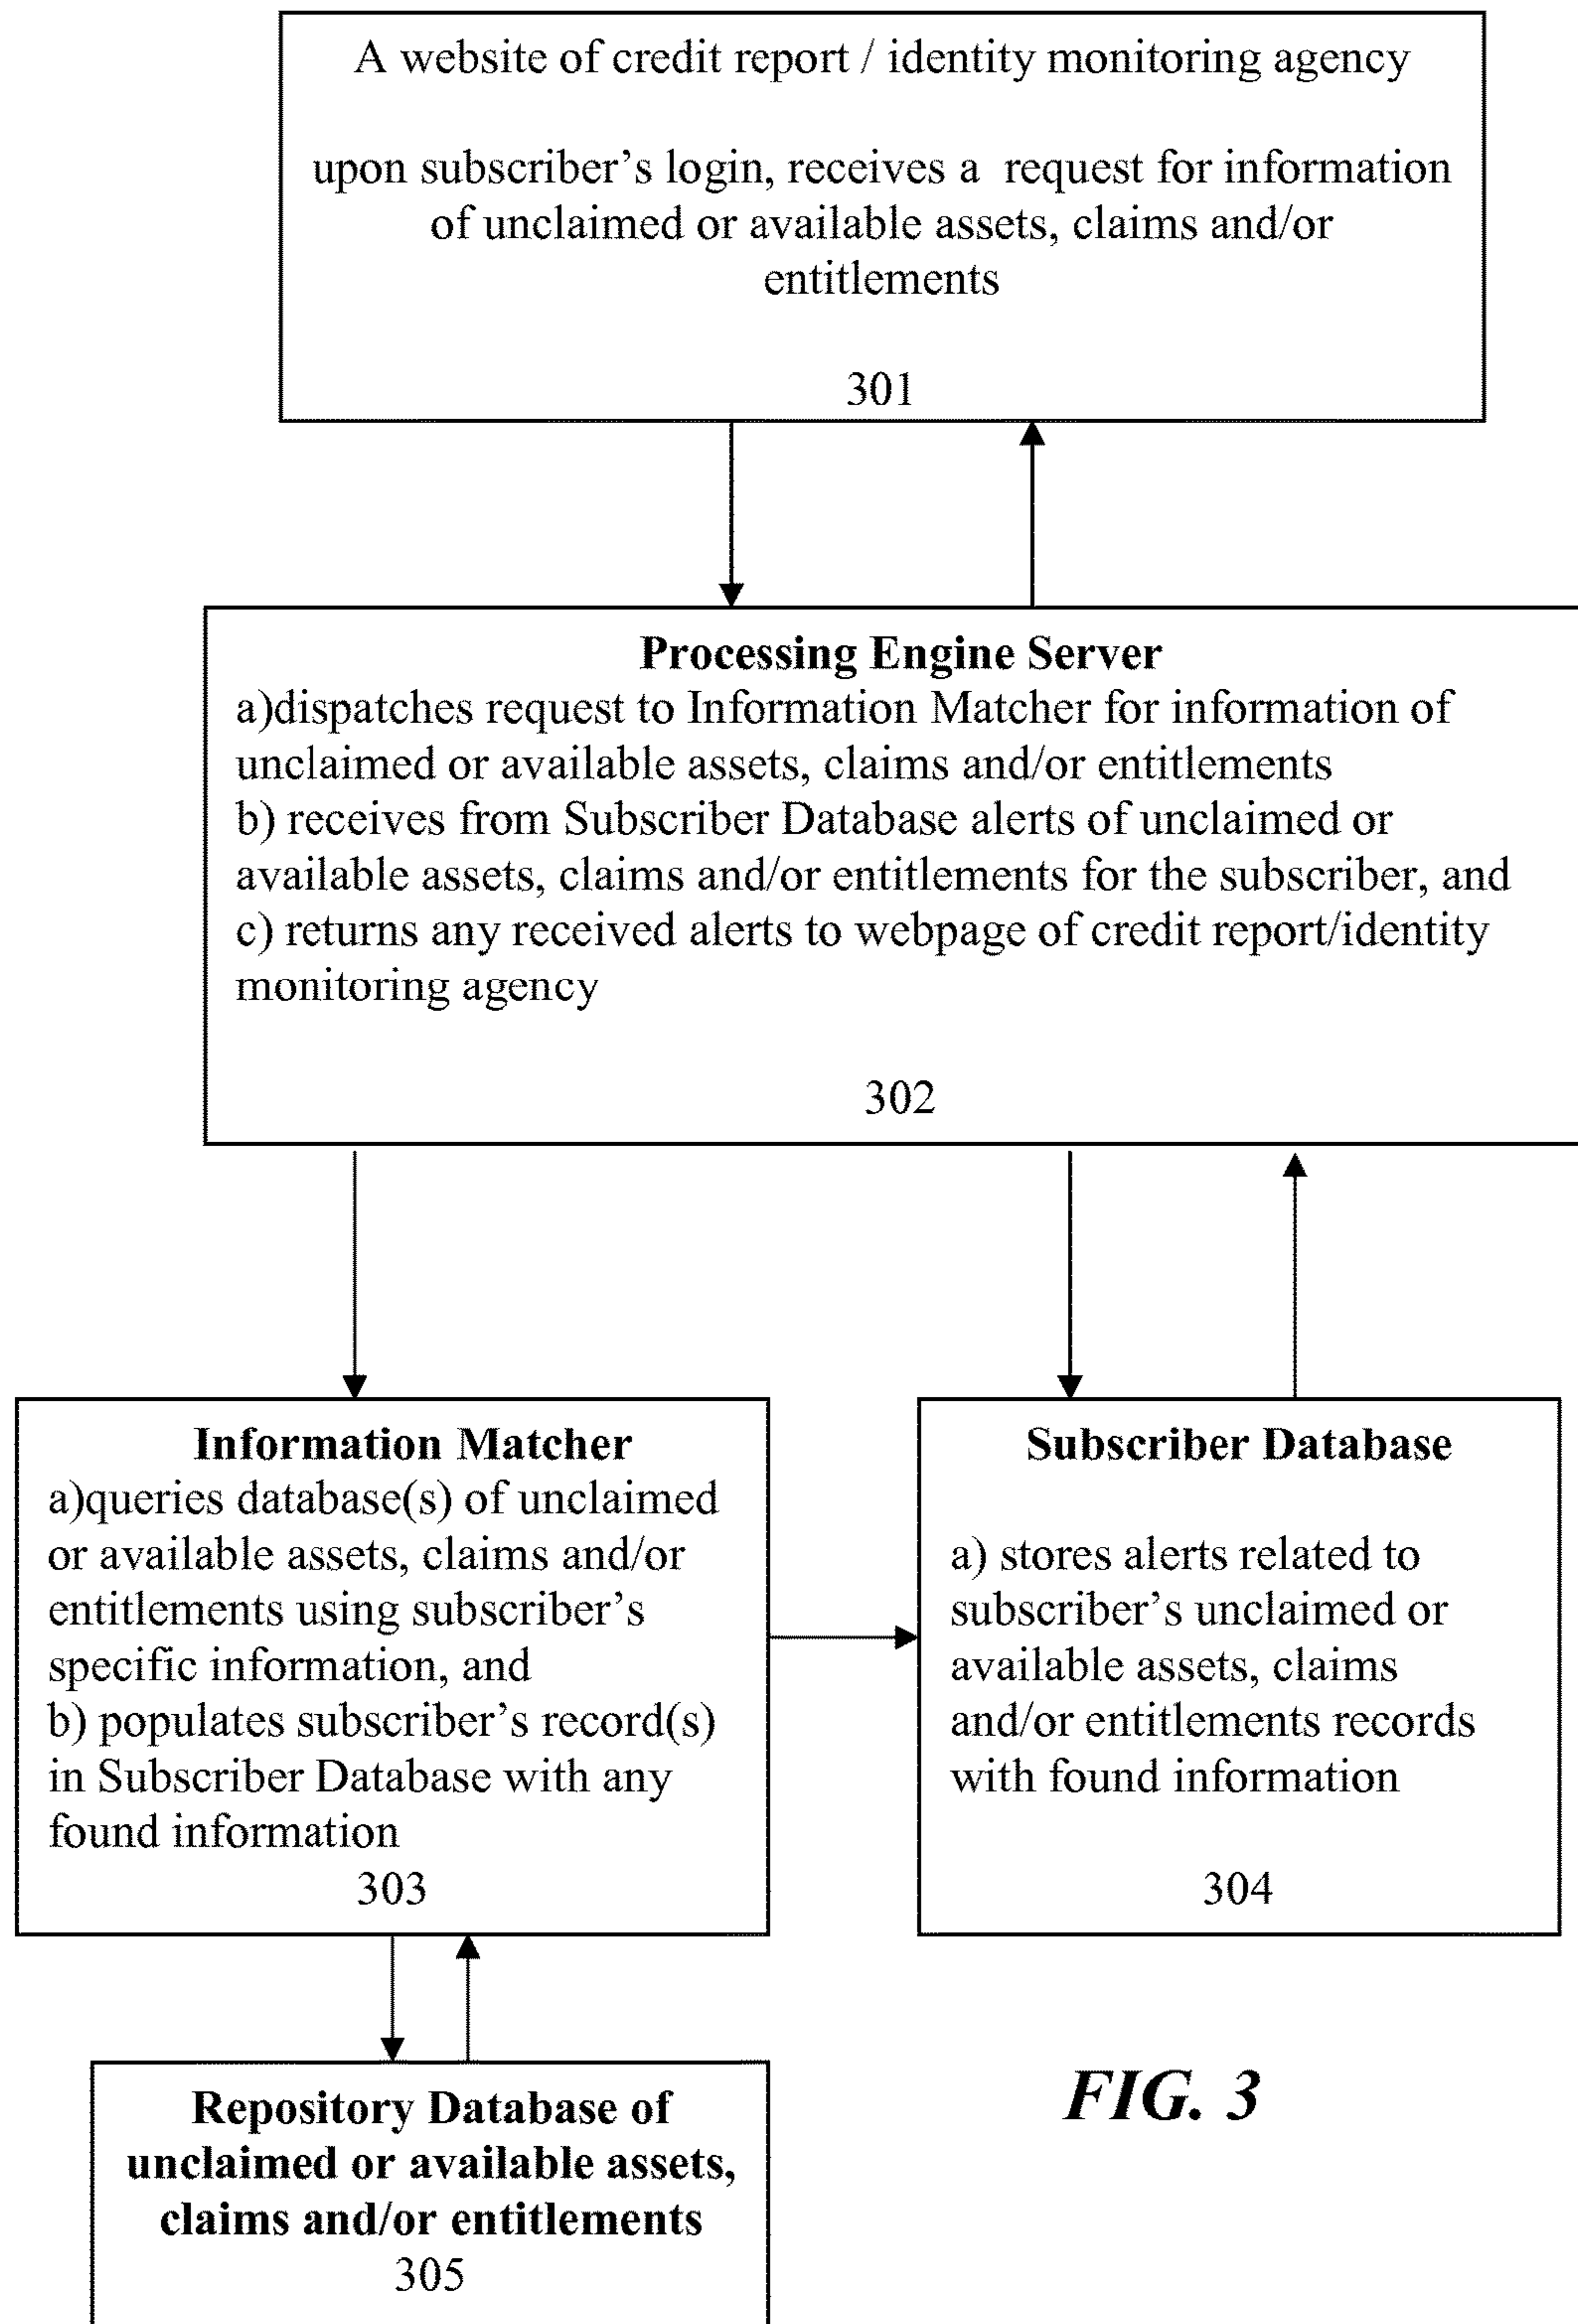 A website of credit report / identity monitoring agency
upon subscriber’s login, receives a request for information
of unclaimed or available assets, claims and/or
entitlements
301
Processing Engine Server
a)dispatches request to Information Matcher for information of
unclaimed or available assets, claims and/or entitlements
b) receives from Subscriber Database alerts of unclaimed or
available assets, claims and/or entitlements for the subscriber, and
c) returns any received alerts to webpage of credit report/identity
monitoring agency
302
Information Matcher
a)queries database(s) of unclaimed
or available assets, claims and/or
entitlements using subscriber’s
specific information, and
b) populates subscriber’s record(s)
in Subscriber Database with any
found information
303
Subscriber Database
a) stores alerts related to
subscriber’s unclaimed or
available assets, claims
and/or entitlements records
with found information
304
Repository Database of
unclaimed or available assets,
claims and/or entitlements
305
FIG. 3